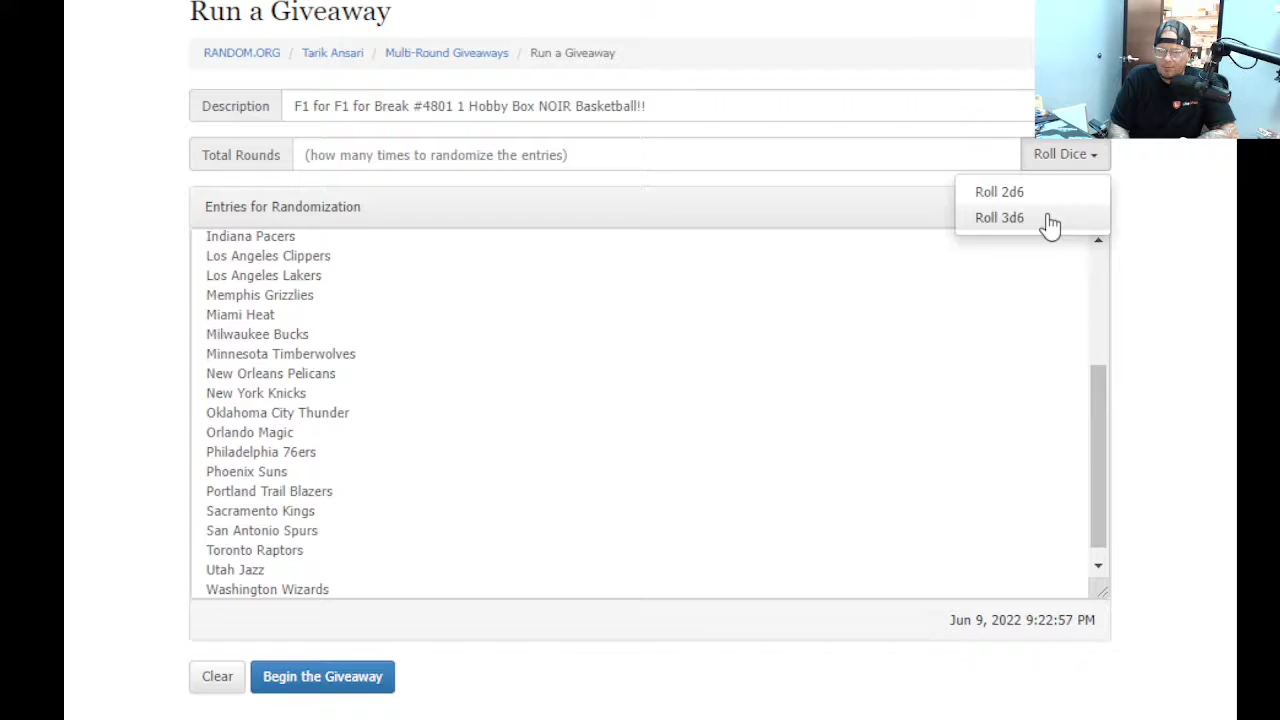 Run a Giveaway
RANDOM.ORG / Tarik Ansari / Multi-Round Giveaways / Run a Giveaway
Description F1 for F1 for Break #4801 1 Hobby Box NOIR Basketball!!
Total Rounds (how many times to randomize the entries) Roll Dice
Roll 2d6
Roll 3d6
Entries for Randomization
Indiana Pacers
Los Angeles Clippers
Los Angeles Lakers
Memphis Grizzlies
Miami Heat
Milwaukee Bucks
Minnesota Timberwolves
New Orleans Pelicans
New York Knicks
Oklahoma City Thunder
Orlando Magic
Philadelphia 76ers
Phoenix Suns
Portland Trail Blazers
Sacramento Kings
San Antonio Spurs
Toronto Raptors
Utah Jazz
Washington Wizards
Jun 9, 2022 9:22:57 PM
Clear Begin the Giveaway